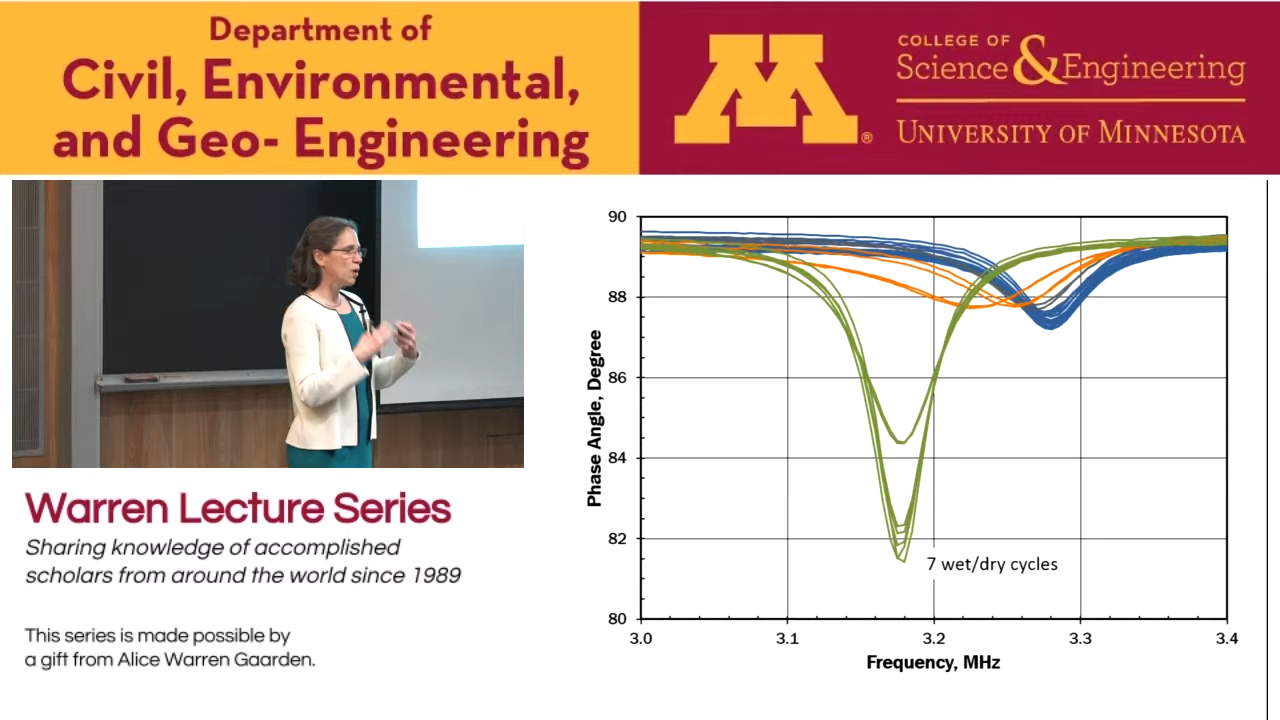 Department of
Civil, Environmental,
and Geo- Engineering
M®
COLLEGE OF
Science & Engineering
UNIVERSITY OF MINNESOTA
Warren Lecture Series
Sharing knowledge of accomplished
scholars from around the world since 1989
This series is made possible by
a gift from Alice Warren Gaarden.
90
88
86
84
82
80
Phase Angle, Degree
7 wet/dry cycles
3.0 3.1 3.2 3.3 3.4
Frequency, MHz